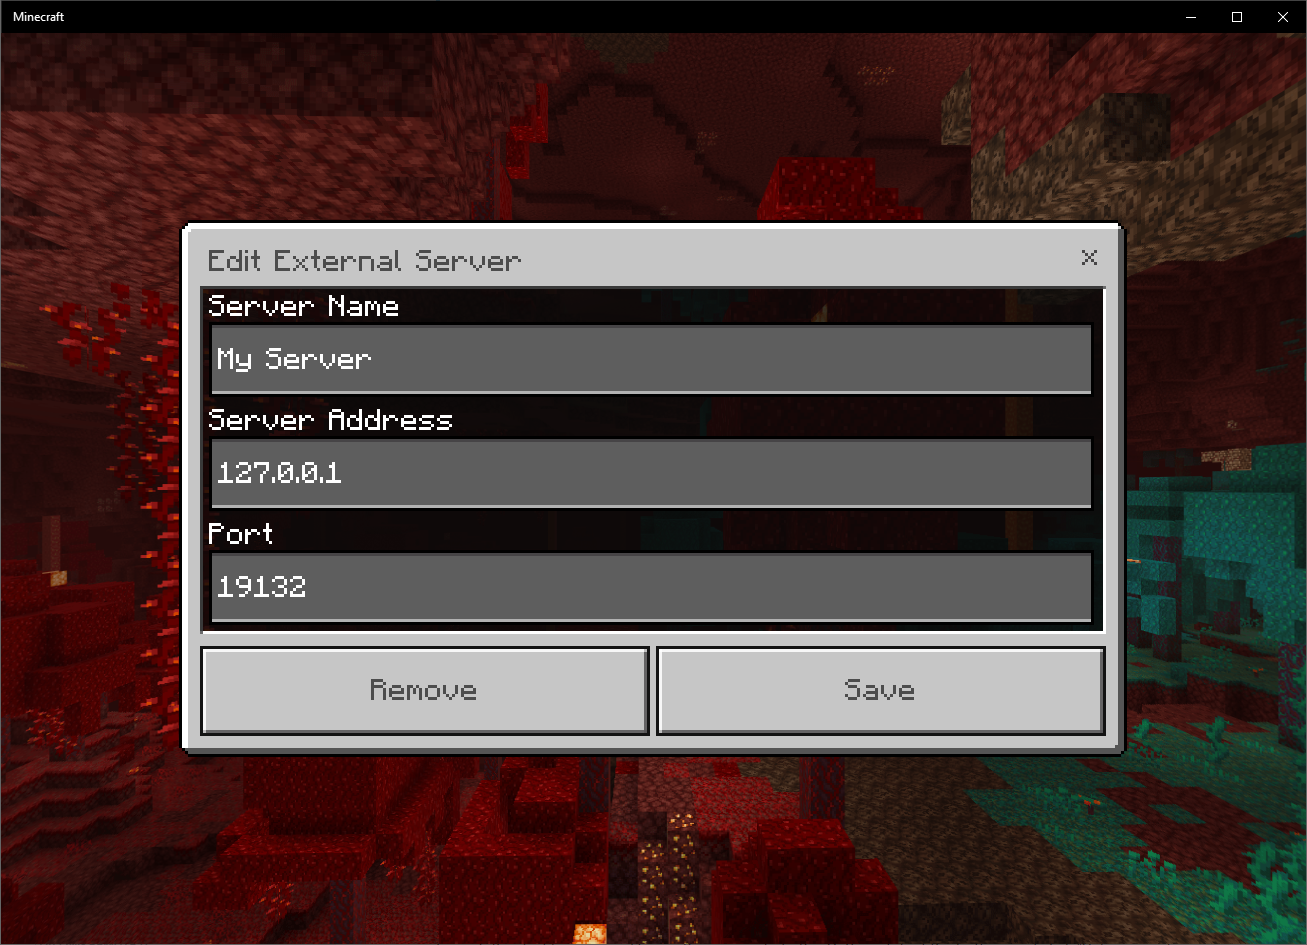 Minecraft
Edit External Server
Server Name
My Server
Server Address
127.0.0.1
Port
19132
Remove
Save